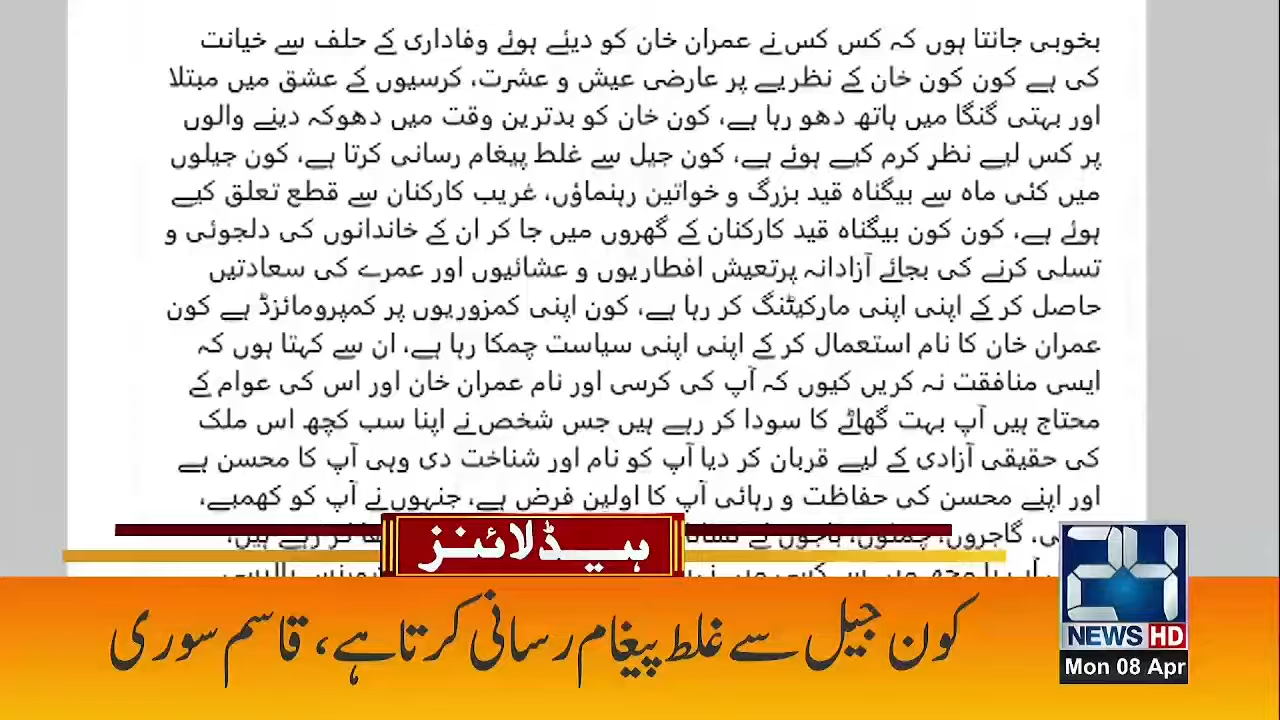 بخوبی جانتا ہوں کہ کس کس نے عمران خان کو دیئے ہوئے وفاداری کے حلف سے خیانت
کی ہے کون کون خان کے نظریے پر عارضی عیش و عشرت، کرسیوں کے عشق میں مبتلا
اور بہتی گنگا میں ہاتھ دھو رہا ہے، کون خان کو بدترین وقت میں دھوکہ دینے والوں
پر کس لیے نظرِ کرم کیے ہوئے ہے، کون جیل سے غلط پیغام رسانی کرتا ہے، کون جیلوں
میں کئی ماہ سے بیگناہ قید بزرگ و خواتین رہنماؤں، غریب کارکنان سے قطع تعلق کیے
ہوئے ہے، کون کون بیگناہ قید کارکنان کے گھروں میں جا کر ان کے خاندانوں کی دلجوئی و
تسلی کرنے کی بجائے آزادانہ پرتعیش افطاریوں و عشائیوں اور عمرے کی سعادتیں
حاصل کر کے اپنی اپنی مارکیٹنگ کر رہا ہے، کون اپنی کمزوریوں پر کمپرومائزڈ ہے کون
عمران خان کا نام استعمال کر کے اپنی اپنی سیاست چمکا رہا ہے، ان سے کہتا ہوں کہ
ایسی منافقت نہ کریں کیوں کہ آپ کی کرسی اور نام عمران خان اور اس کی عوام کے
محتاج ہیں آپ بہت گھاٹے کا سودا کر رہے ہیں جس شخص نے اپنا سب کچھ اس ملک
کی حقیقی آزادی کے لیے قربان کر دیا آپ کو نام اور شناخت دی وہی آپ کا محسن ہے
اور اپنے محسن کی حفاظت و رہائی آپ کا اولین فرض ہے، جنہوں نے آپ کو کھمبے،
گاجروں، چمٹوں، باجوں کے کر رہے ہیں،
ہیڈلائنز
کون جیل سے غلط پیغام رسانی کرتا ہے، قاسم سوری
24
NEWS HD
Mon 08 Apr